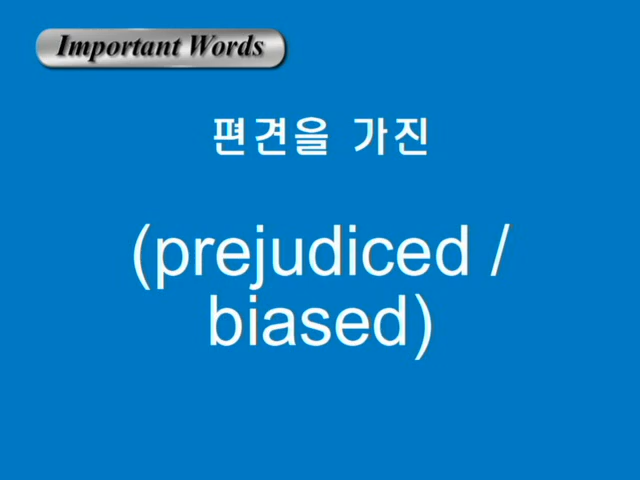 Important Words
편견을 가진
(prejudiced /
biased)